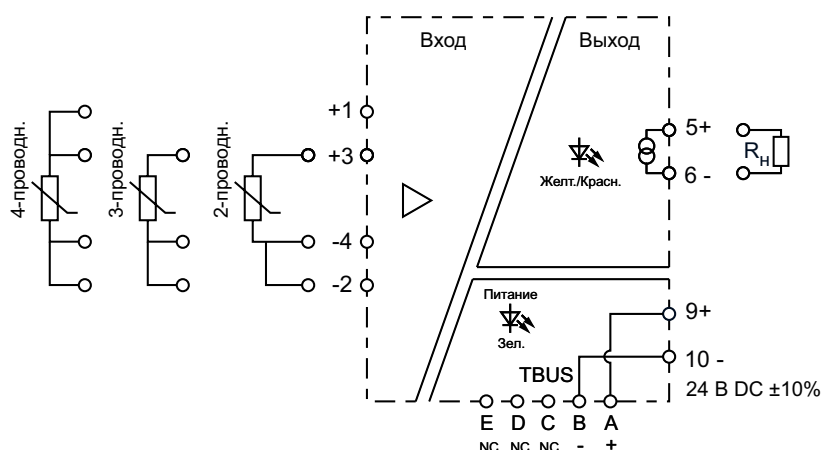 Вход
Выход
4-проводн.
3-проводн.
2-проводн.
+1
+3
-4
-2
Желт./Красн.
5+
6 -
RН
Питание
Зел.
9+
10 -
24 В DC ±10%
TBUS
E D C B A
NC NC NC - +